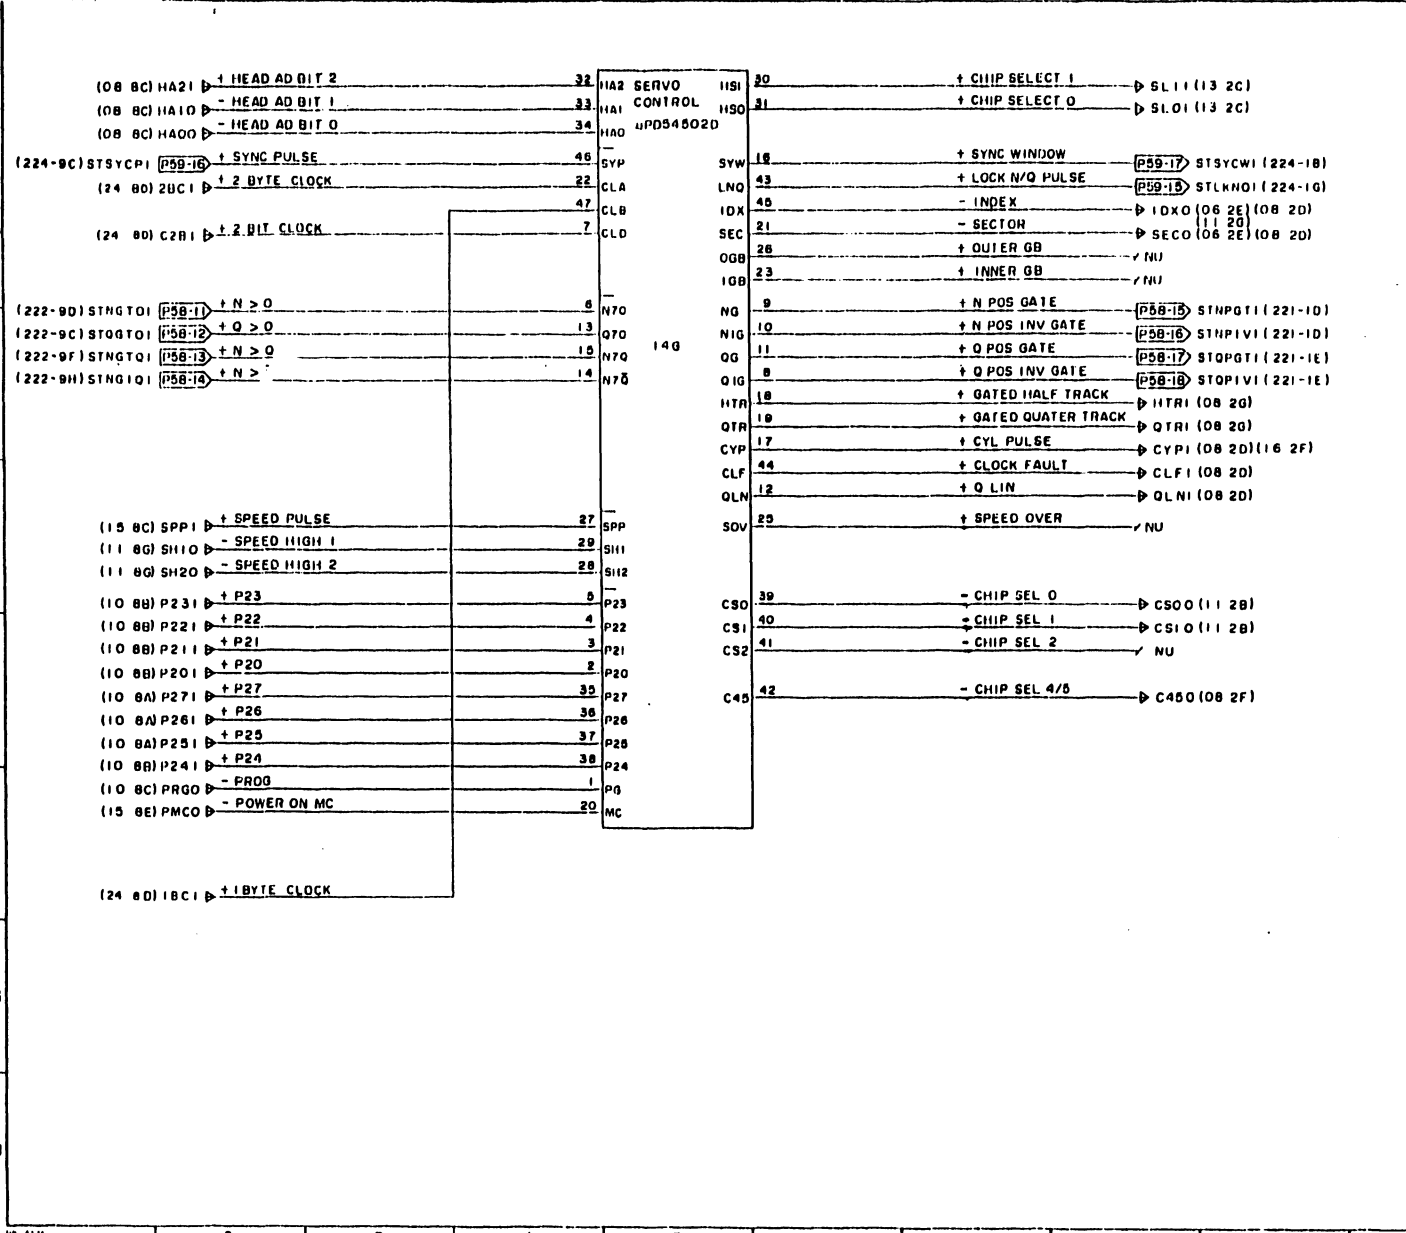 (08 8C) HA21 + HEAD AD BIT 2 32 HA2
(08 8C) HA10 - HEAD AD BIT 1 33 HA1
(08 8C) HA00 - HEAD AD BIT 0 34 HA0
(224-9C) STSYCP1 P59-16 + SYNC PULSE 46 SYP
(24 8D) 2BC1 + 2 BYTE CLOCK 22 CLA
47 CLB
(24 8D) C2B1 + 2 BIT CLOCK 7 CLD
(222-9D) STNGT01 P58-11 + N > 0 6 N70
(222-9C) STQGT01 P58-12 + Q > 0 13 Q70
(222-9F) STNGTQ1 P58-13 + N > Q 15 N7Q
(222-9H) STNG1Q1 P58-14 + N > 14 N7Q̄
(15 8C) SPP1 + SPEED PULSE 27 SPP
(11 8G) SH10 - SPEED HIGH 1 29 SH1
(11 8G) SH20 - SPEED HIGH 2 28 SH2
(10 8B) P231 + P23 5 P23
(10 8B) P221 + P22 4 P22
(10 8B) P211 + P21 3 P21
(10 8B) P201 + P20 2 P20
(10 8A) P271 + P27 35 P27
(10 8A) P261 + P26 36 P26
(10 8A) P251 + P25 37 P25
(10 8B) P241 + P24 38 P24
(10 8C) PRG0 - PROG 1 PG
(15 8E) PMC0 - POWER ON MC 20 MC
(24 8D) 1BC1 + 1 BYTE CLOCK
SERVO
CONTROL
uPD54502D
14G
HS1 30 + CHIP SELECT 1 SL11 (13 2C)
HS0 31 + CHIP SELECT 0 SL01 (13 2C)
SYW 16 + SYNC WINDOW P59-17 STSYCW1 (224-1B)
LNQ 43 + LOCK N/Q PULSE P59-15 STLKNQ1 (224-1G)
IDX 45 - INDEX IDX0 (06 2E)(08 2D)
(11 2G)
SEC 21 - SECTOR SEC0 (06 2E)(08 2D)
OGB 26 + OUTER GB NU
IGB 23 + INNER GB NU
NG 9 + N POS GATE P58-15 STNPGT1 (221-1D)
NIG 10 + N POS INV GATE P58-16 STNPIV1 (221-1D)
QG 11 + Q POS GATE P58-17 STQPGT1 (221-1E)
QIG 8 + Q POS INV GATE P58-18 STQPIV1 (221-1E)
HTR 18 + GATED HALF TRACK HTR1 (08 2G)
QTR 19 + GATED QUATER TRACK QTR1 (08 2G)
CYP 17 + CYL PULSE CYP1 (08 2D)(16 2F)
CLF 44 + CLOCK FAULT CLF1 (08 2D)
QLN 12 + Q LIN QLN1 (08 2D)
SOV 25 + SPEED OVER NU
CS0 39 - CHIP SEL 0 CS00 (11 2B)
CS1 40 - CHIP SEL 1 CS10 (11 2B)
CS2 41 - CHIP SEL 2 NU
C45 42 - CHIP SEL 4/5 C450 (08 2F)